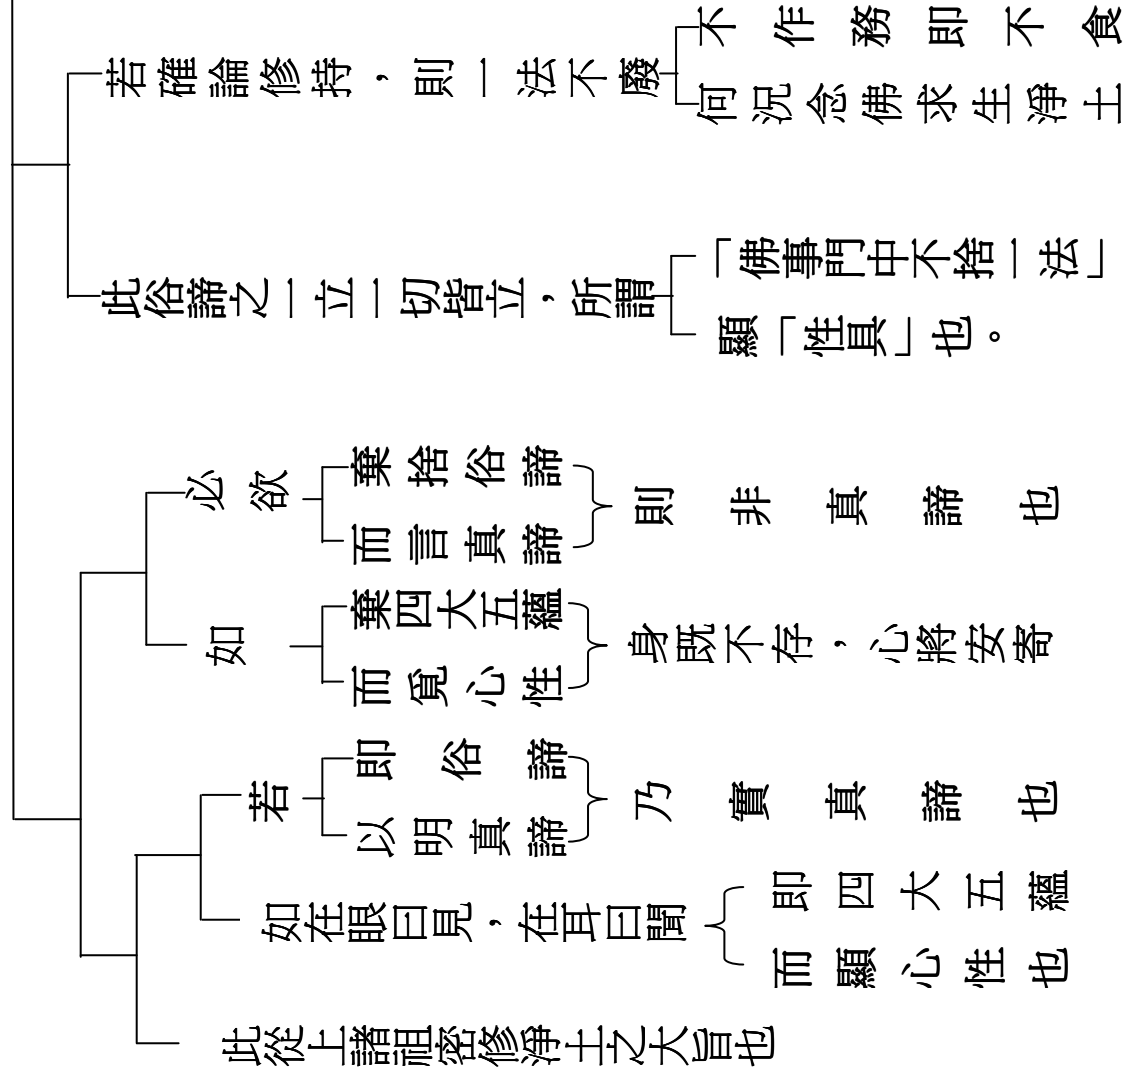 若確論修持，則一法不廢
不作務即不食
何況念佛求生淨土
此俗諦之一立一切皆立，所謂
「佛事門中不捨一法」
顯「性具」也。
必欲
棄捨俗諦
而言真諦
則非真諦也
如
棄四大五蘊
而覓心性
身既不存，心將安寄
若
即俗諦
以明真諦
乃實真諦也
如在眼曰見，在耳曰聞
即四大五蘊
而顯心性也
此從上諸祖密修淨土之大旨也